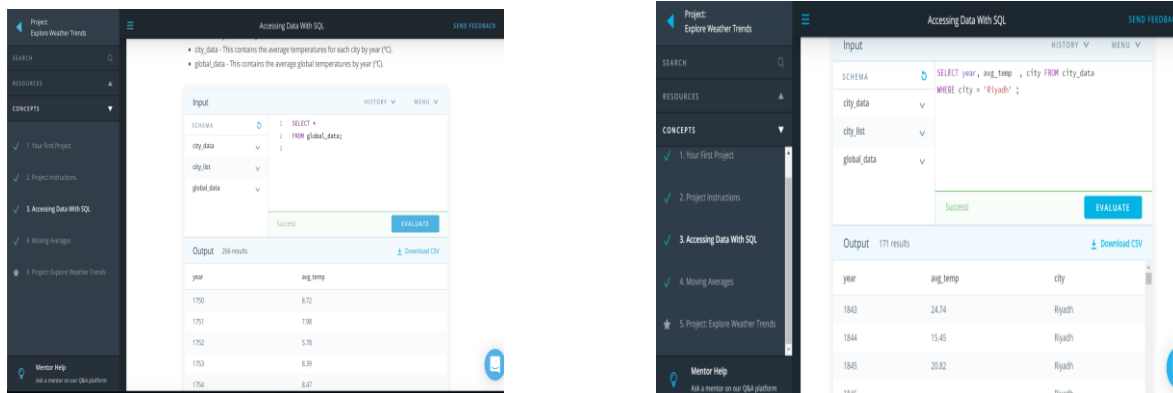 Project:
Explore Weather Trends
Accessing Data With SQL
SEND FEEDBACK
SEARCH
RESOURCES
CONCEPTS
1. Your First Project
2. Project Instructions
3. Accessing Data With SQL
4. Moving Averages
5. Project: Explore Weather Trends
Mentor Help
Ask a mentor on our Q&A platform
city_data - This contains the average temperatures for each city by year (ºC).
global_data - This contains the average global temperatures by year (ºC).
Input
HISTORY
MENU
SCHEMA
city_data
city_list
global_data
1 SELECT *
2 FROM global_data;
3
Success!
EVALUATE
Output 266 results
Download CSV
year avg_temp
1750 8.72
1751 7.98
1752 5.78
1753 8.39
1754 8.47
Project:
Explore Weather Trends
Accessing Data With SQL
SEND FEEDBA
SEARCH
RESOURCES
CONCEPTS
1. Your First Project
2. Project Instructions
3. Accessing Data With SQL
4. Moving Averages
5. Project: Explore Weather Trends
Mentor Help
Ask a mentor on our Q&A platform
Input
HISTORY
MENU
SCHEMA
city_data
city_list
global_data
SELECT year, avg_temp , city FROM city_data
WHERE city = 'Riyadh' ;
Success!
EVALUATE
Output 171 results
Download CSV
year avg_temp city
1843 24.74 Riyadh
1844 15.45 Riyadh
1845 20.82 Riyadh